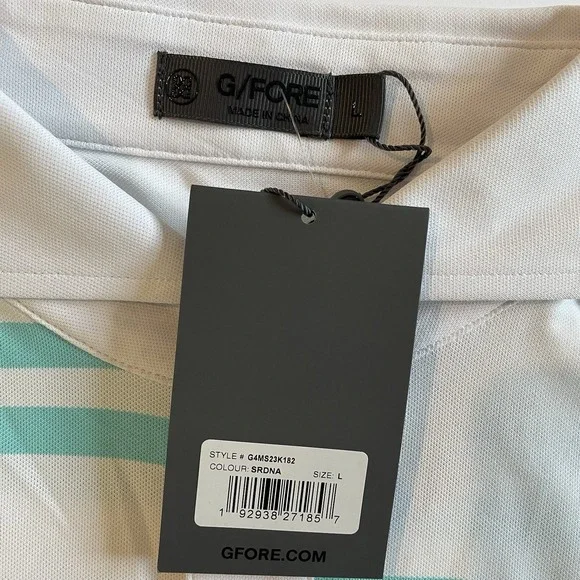 G/FORE
MADE IN CHINA
L
STYLE # G4MS23K182
COLOUR: SRDNA SIZE: L
1 92938 27185 7
GFORE.COM